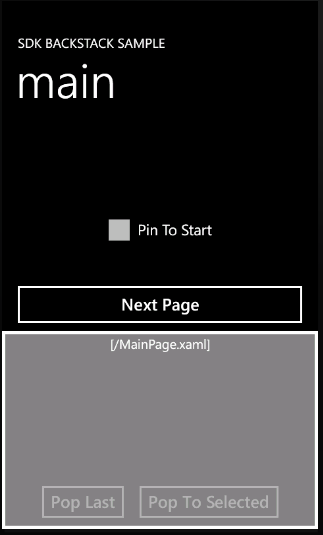 SDK BACKSTACK SAMPLE
main
Pin To Start
Next Page
[/MainPage.xaml]
Pop Last Pop To Selected